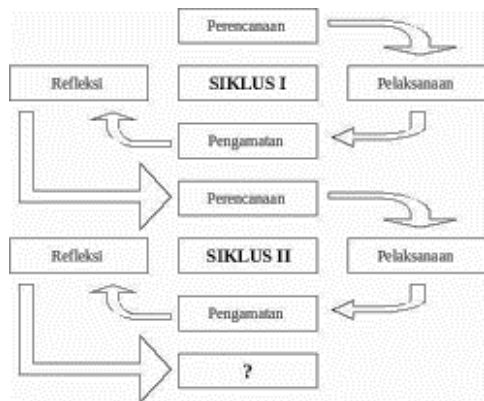 Perencanaan
Refleksi
SIKLUS I
Pelaksanaan
Pengamatan
Perencanaan
Refleksi
SIKLUS II
Pelaksanaan
Pengamatan
?